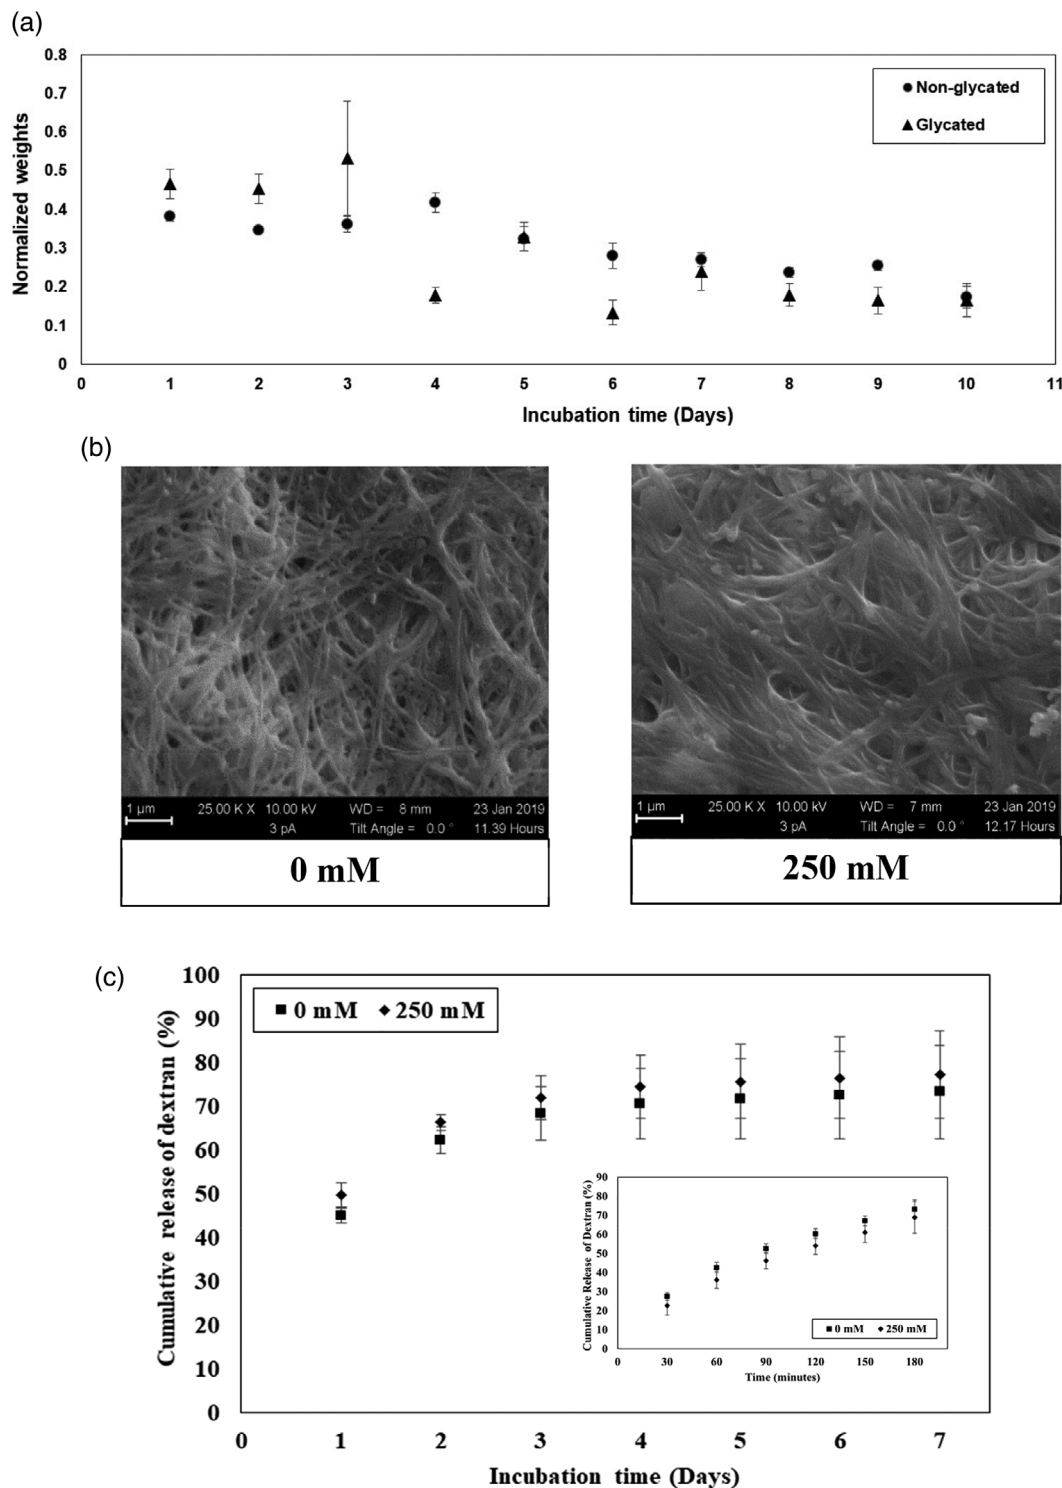 (a)
0.8
0.7
0.6
0.5
0.4
0.3
0.2
0.1
0
Normalized weights
Non-glycated
Glycated
0 1 2 3 4 5 6 7 8 9 10 11
Incubation time (Days)
(b)
1 µm 25.00 K X 10.00 kV WD = 8 mm 23 Jan 2019
3 pA Tilt Angle = 0.0 ° 11.39 Hours
0 mM
1 µm 25.00 K X 10.00 kV WD = 7 mm 23 Jan 2019
3 pA Tilt Angle = 0.0 ° 12.17 Hours
250 mM
(c)
100
90
80
70
60
50
40
30
20
10
0
Cumulative release of dextran (%)
0 mM 250 mM
90
80
70
60
50
40
30
20
10
0
Cumulative Release of Dextran (%)
0 mM 250 mM
0 30 60 90 120 150 180
Time (minutes)
0 1 2 3 4 5 6 7
Incubation time (Days)